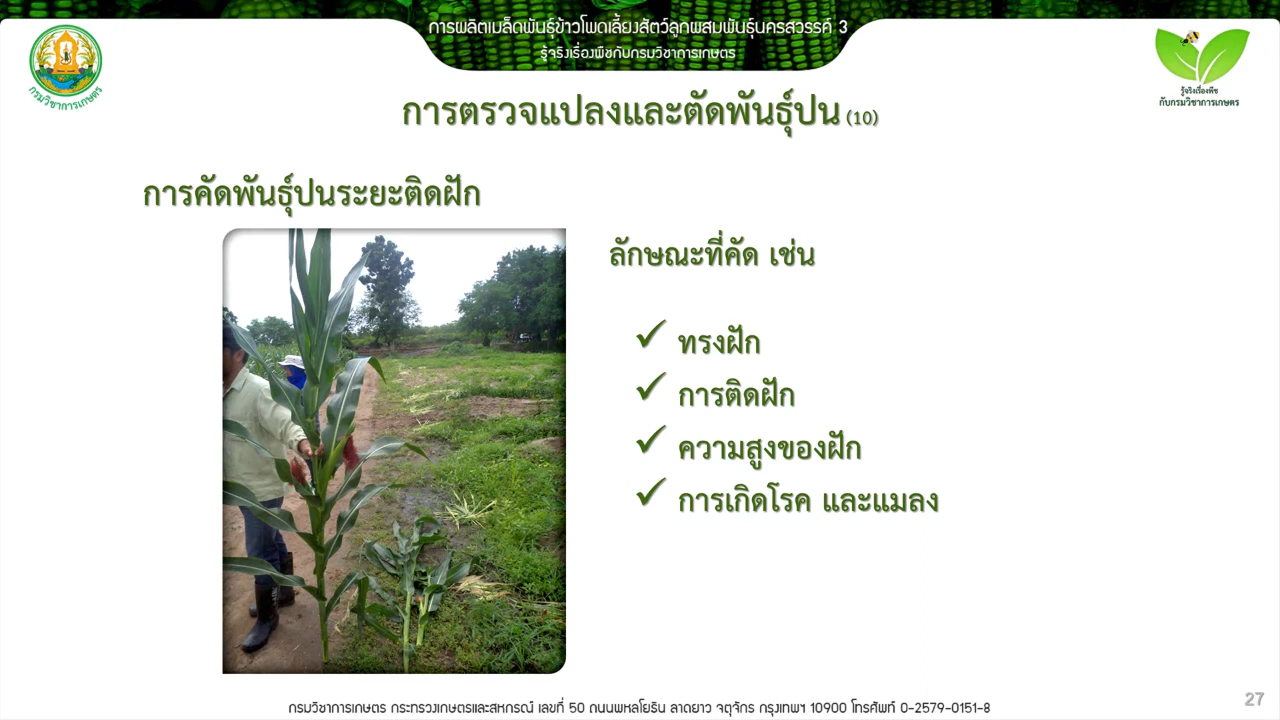 การผลิตเมล็ดพันธุ์ข้าวโพดเลี้ยงสัตว์ลูกผสมพันธุ์นครสวรรค์ 3
รู้จริงเรื่องพืชกับกรมวิชาการเกษตร
กรมวิชาการเกษตร
รู้จริงเรื่องพืช
กับกรมวิชาการเกษตร
การตรวจแปลงและตัดพันธุ์ปน (10)
การคัดพันธุ์ปนระยะติดฝัก
ลักษณะที่คัด เช่น
✓ ทรงฝัก
✓ การติดฝัก
✓ ความสูงของฝัก
✓ การเกิดโรค และแมลง
กรมวิชาการเกษตร กระทรวงเกษตรและสหกรณ์ เลขที่ 50 ถนนพหลโยธิน ลาดยาว จตุจักร กรุงเทพฯ 10900 โทรศัพท์ 0-2579-0151-8
27